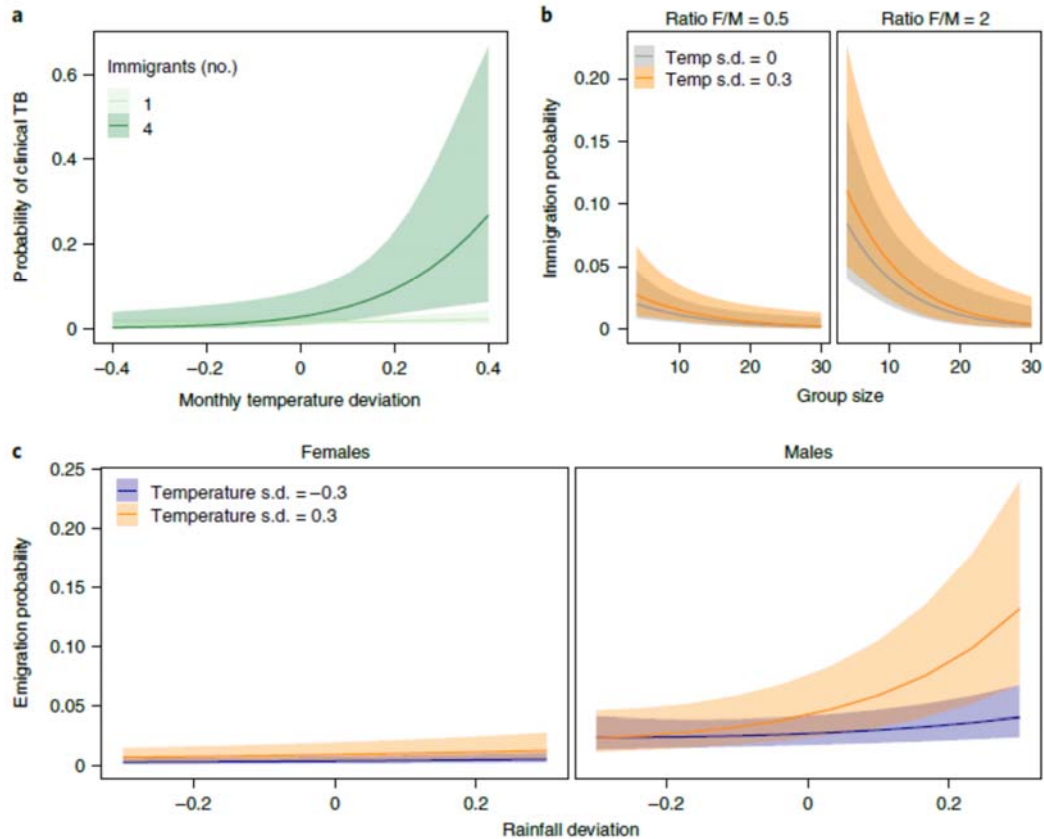 a
Immigrants (no.)
1
4
Probability of clinical TB
0.6
0.4
0.2
0
−0.4
−0.2
0
0.2
0.4
Monthly temperature deviation
b
Ratio F/M = 0.5
Ratio F/M = 2
Temp s.d. = 0
Temp s.d. = 0.3
Immigration probability
0.20
0.15
0.10
0.05
0
10
20
30
10
20
30
Group size
c
Females
Males
Temperature s.d. = −0.3
Temperature s.d. = 0.3
Emigration probability
0.25
0.20
0.15
0.10
0.05
0
−0.2
0
0.2
−0.2
0
0.2
Rainfall deviation